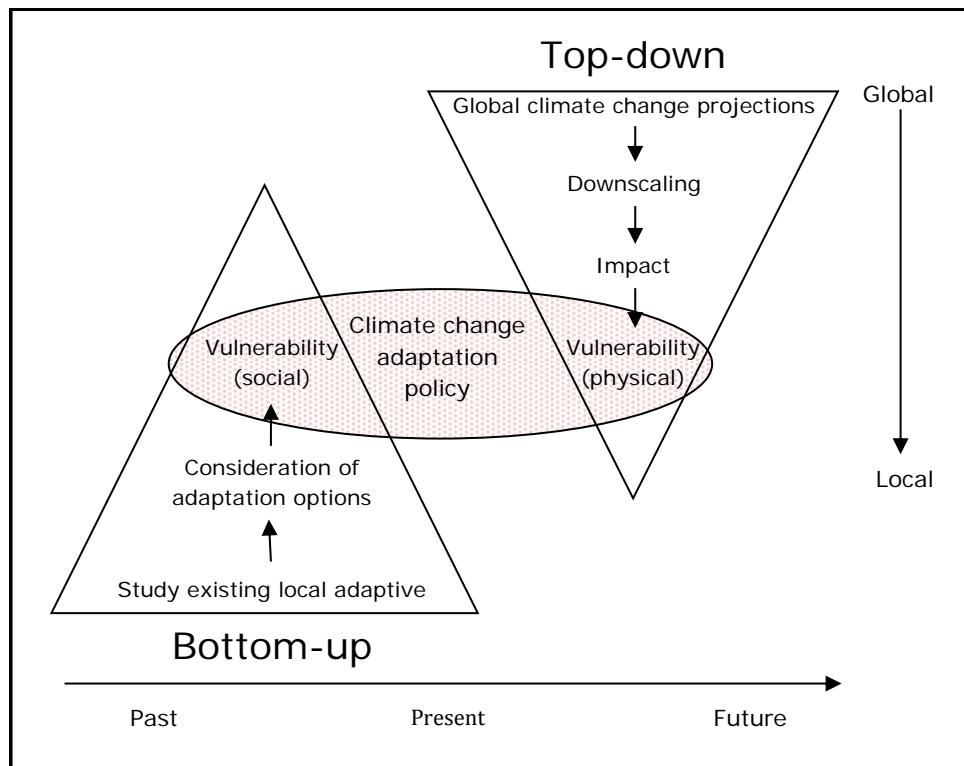 Top-down
Global climate change projections
Global
Downscaling
Impact
Climate change
adaptation
policy
Vulnerability
(social)
Vulnerability
(physical)
Consideration of
adaptation options
Local
Study existing local adaptive
Bottom-up
Past
Present
Future